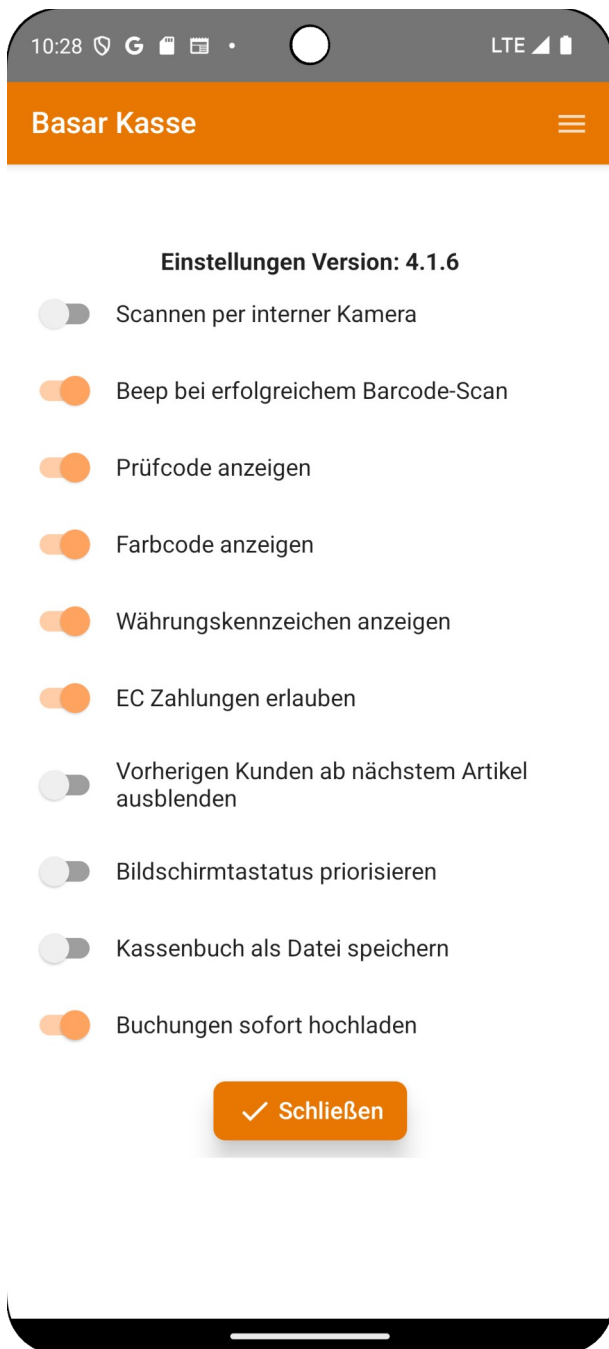 10:28
LTE
Basar Kasse
Einstellungen Version: 4.1.6
Scannen per interner Kamera
Beep bei erfolgreichem Barcode-Scan
Prüfcode anzeigen
Farbcode anzeigen
Währungskennzeichen anzeigen
EC Zahlungen erlauben
Vorherigen Kunden ab nächstem Artikel
ausblenden
Bildschirmtastatus priorisieren
Kassenbuch als Datei speichern
Buchungen sofort hochladen
Schließen